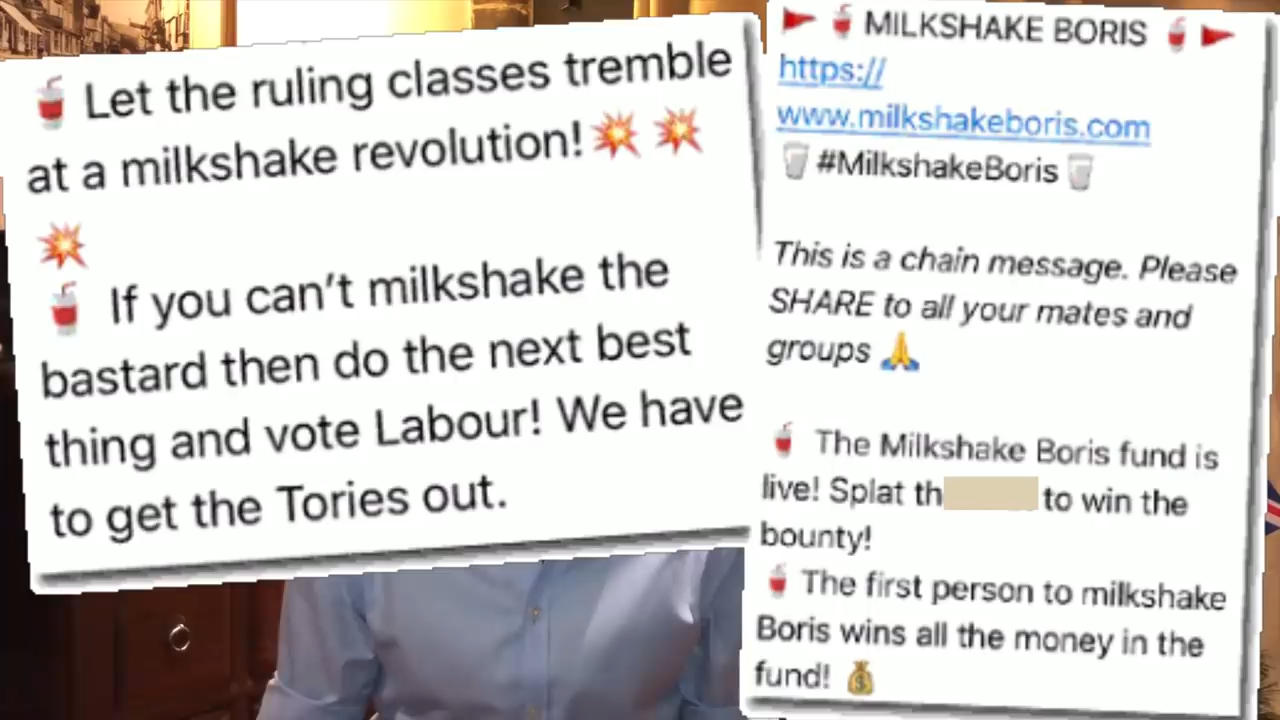 🥤 Let the ruling classes tremble
at a milkshake revolution! 💥 💥
💥
🥤 If you can't milkshake the
bastard then do the next best
thing and vote Labour! We have
to get the Tories out.
🚩 🥤 MILKSHAKE BORIS 🥤 🚩
https://
www.milkshakeboris.com
🥛 #MilkshakeBoris 🥛
This is a chain message. Please
SHARE to all your mates and
groups 🙏
🥤 The Milkshake Boris fund is
live! Splat th to win the
bounty!
🥤 The first person to milkshake
Boris wins all the money in the
fund! 💰